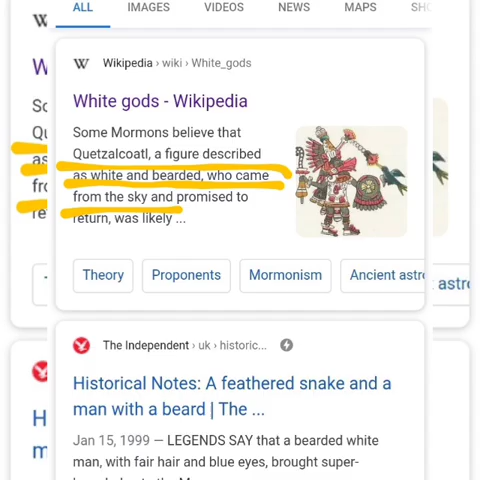 ALL IMAGES VIDEOS NEWS MAPS
Wikipedia › wiki › White_gods
White gods - Wikipedia
Some Mormons believe that
Quetzalcoatl, a figure described
as white and bearded, who came
from the sky and promised to
return, was likely ...
Theory Proponents Mormonism Ancient astr
The Independent › uk › historic...
Historical Notes: A feathered snake and a
man with a beard | The ...
Jan 15, 1999 — LEGENDS SAY that a bearded white
man, with fair hair and blue eyes, brought super-